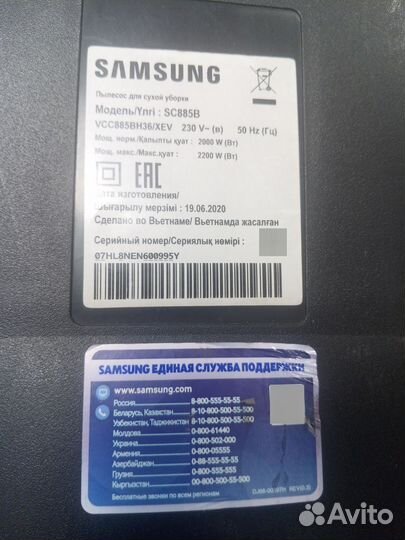 SAMSUNG
Пылесос для сухой уборки
Модель/Үлгі : SC885B
VCC885BH36/XEV 230 V~ (в) 50 Hz (Гц)
Мощ. норм./Қалыпты қуат : 2000 W (Вт)
Мощ. макс./Макс.қуат : 2200 W (Вт)
EAC
Дата изготовления/
Шығарылу мерзімі : 19.06.2020
Сделано во Вьетнаме/ Вьетнамда жасалған
Серийный номер/Сериялық нөмірі :
07HL8NEN600995Y
SAMSUNG ЕДИНАЯ СЛУЖБА ПОДДЕРЖКИ
www.samsung.com
Россия 8-800-555-55-55
Беларусь, Казахстан 8-10-800-500-55-500
Узбекистан, Таджикистан 8-10-800-500-55-500
Молдова 0-800-61440
Украина 0-800-502-000
Армения 0-800-05555
Азербайджан 0-88-555-55-55
Грузия 0-800-555-555
Кыргызстан 00-800-500-55-500
Бесплатные звонки по всем регионам
Avito